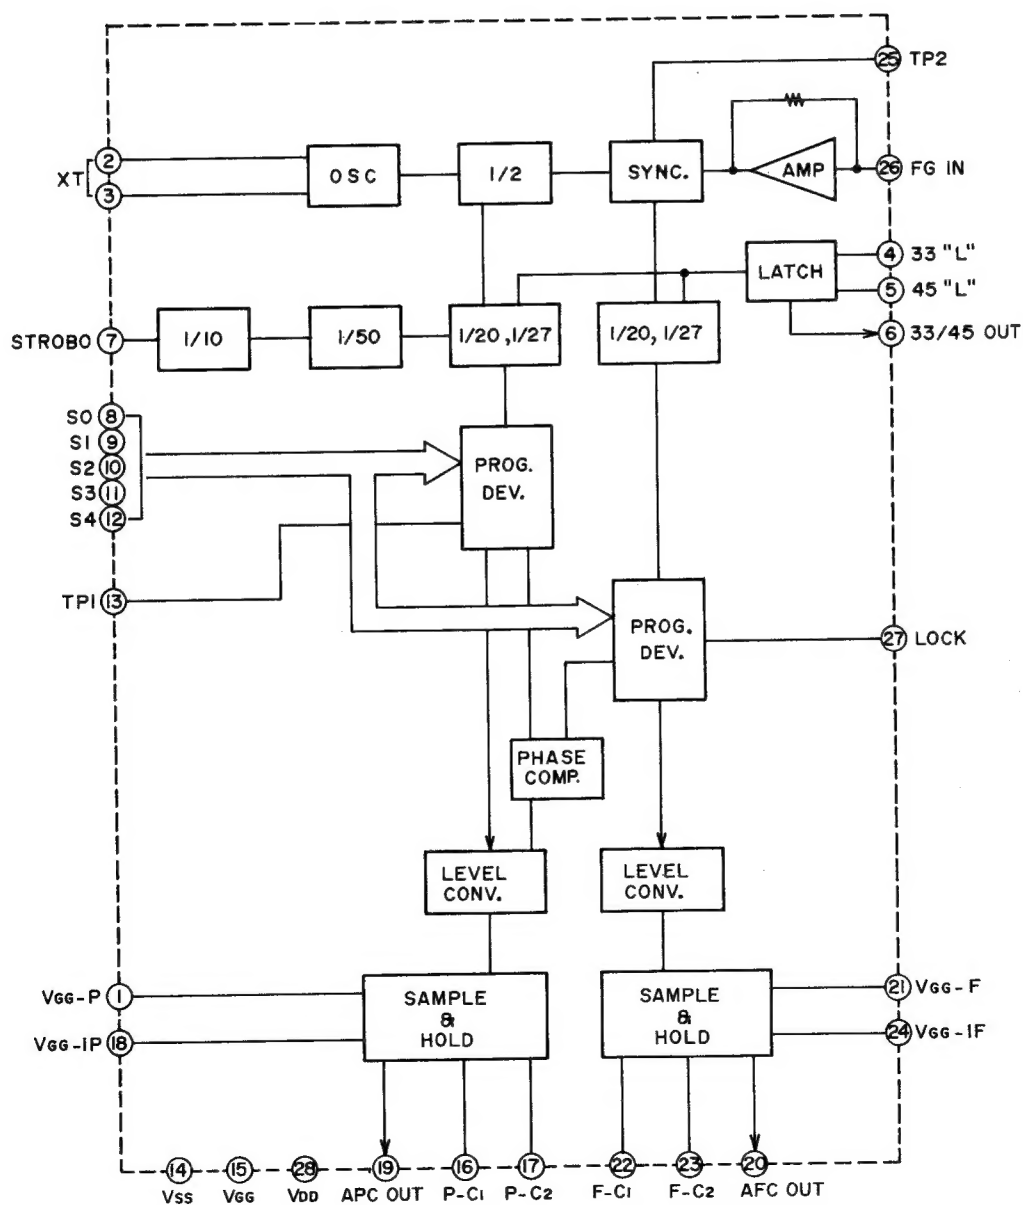 25 TP2
2
XT
3
OSC
1/2
SYNC.
AMP
26 FG IN
4 33 "L"
LATCH
5 45 "L"
6 33/45 OUT
STROBO 7
1/10
1/50
1/20, 1/27
1/20, 1/27
S0 8
S1 9
S2 10
S3 11
S4 12
PROG.
DEV.
TP1 13
PROG.
DEV.
27 LOCK
PHASE
COMP.
LEVEL
CONV.
LEVEL
CONV.
VGG-P 1
VGG-1P 18
SAMPLE
&
HOLD
SAMPLE
&
HOLD
21 VGG-F
24 VGG-1F
14
VSS
15
VGG
28
VDD
19
APC OUT
16
P-C1
17
P-C2
22
F-C1
23
F-C2
20
AFC OUT